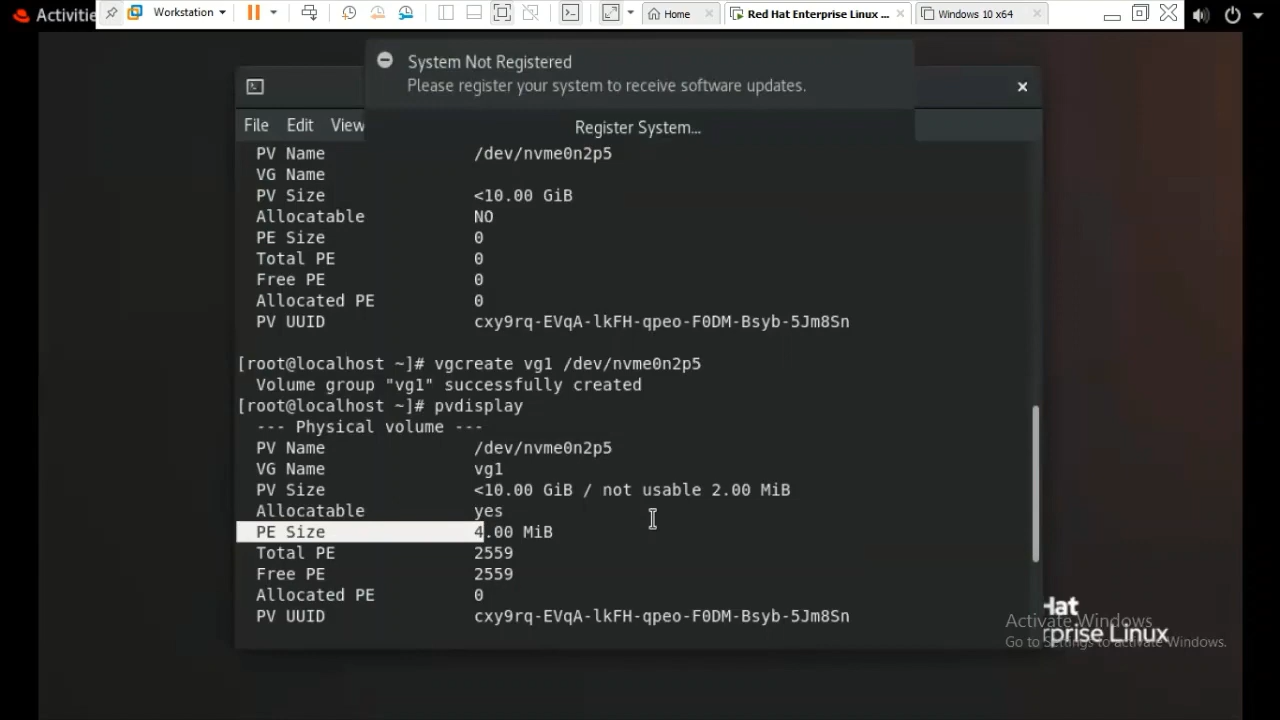 Activitie
Workstation
Home
Red Hat Enterprise Linux ...
Windows 10 x64
System Not Registered
Please register your system to receive software updates.
Register System...
File Edit View
PV Name /dev/nvme0n2p5
VG Name
PV Size <10.00 GiB
Allocatable NO
PE Size 0
Total PE 0
Free PE 0
Allocated PE 0
PV UUID cxy9rq-EVqA-lkFH-qpeo-F0DM-Bsyb-5Jm8Sn
[root@localhost ~]# vgcreate vg1 /dev/nvme0n2p5
Volume group "vg1" successfully created
[root@localhost ~]# pvdisplay
--- Physical volume ---
PV Name /dev/nvme0n2p5
VG Name vg1
PV Size <10.00 GiB / not usable 2.00 MiB
Allocatable yes
PE Size 4.00 MiB
Total PE 2559
Free PE 2559
Allocated PE 0
PV UUID cxy9rq-EVqA-lkFH-qpeo-F0DM-Bsyb-5Jm8Sn
Hat
Activate Windows
rprise Linux
Go to Settings to activate Windows.